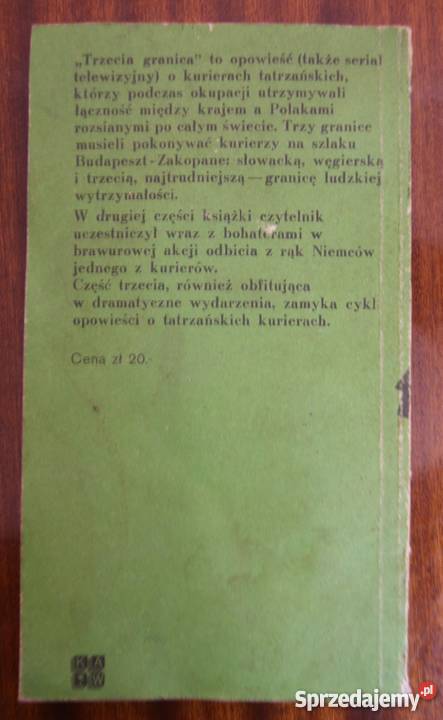 „Trzecia granica" to opowieść (także serial
telewizyjny) o kurierach tatrzańskich,
którzy podczas okupacji utrzymywali
łączność między krajem a Polakami
rozsianymi po całym świecie. Trzy granice
musieli pokonywać kurierzy na szlaku
Budapeszt-Zakopane: słowacką, węgierską
i trzecią, najtrudniejszą — granicę ludzkiej
wytrzymałości.
W drugiej części książki czytelnik
uczestniczył wraz z bohaterami w
brawurowej akcji odbicia z rąk Niemców
jednego z kurierów.
Część trzecia, również obfitująca
w dramatyczne wydarzenia, zamyka cykl
opowieści o tatrzańskich kurierach.
Cena zł 20.-
K A
W
Sprzedajemy.pl